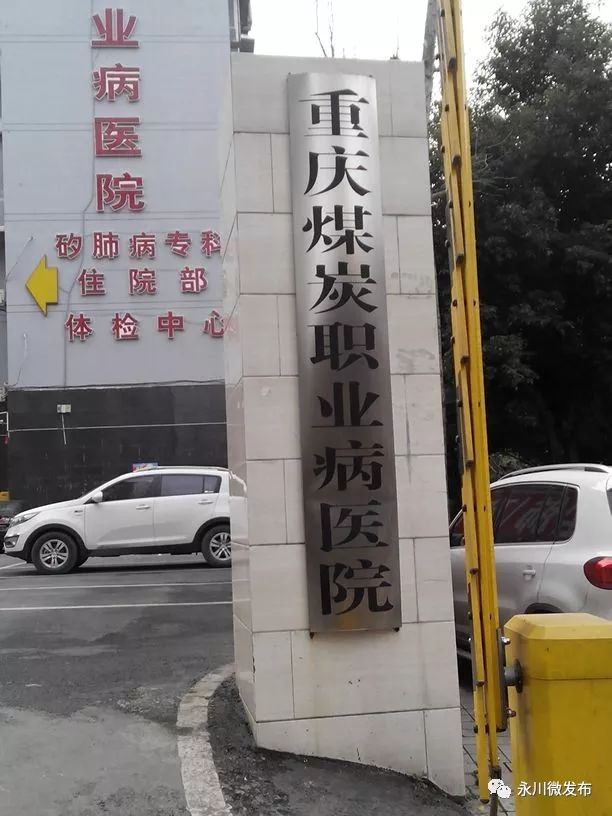 业病医院
矽肺病专科
住院部
体检中心
重庆煤炭职业病医院
永川微发布